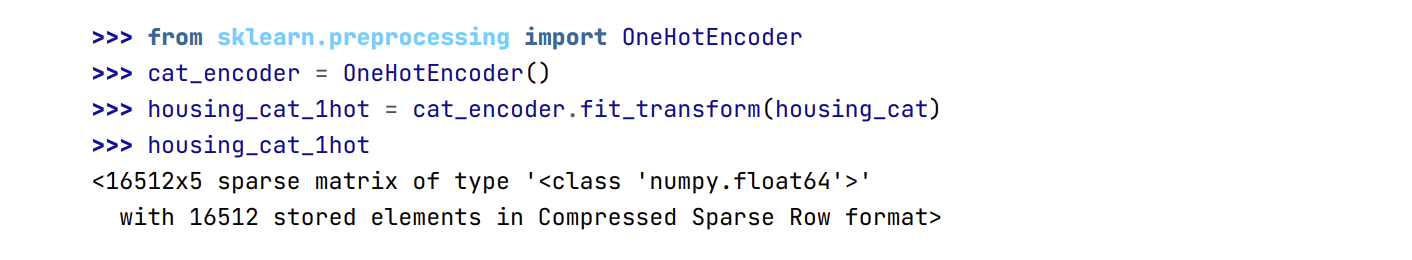 >>> from sklearn.preprocessing import OneHotEncoder
>>> cat_encoder = OneHotEncoder()
>>> housing_cat_1hot = cat_encoder.fit_transform(housing_cat)
>>> housing_cat_1hot
<16512x5 sparse matrix of type '<class 'numpy.float64'>'
  with 16512 stored elements in Compressed Sparse Row format>